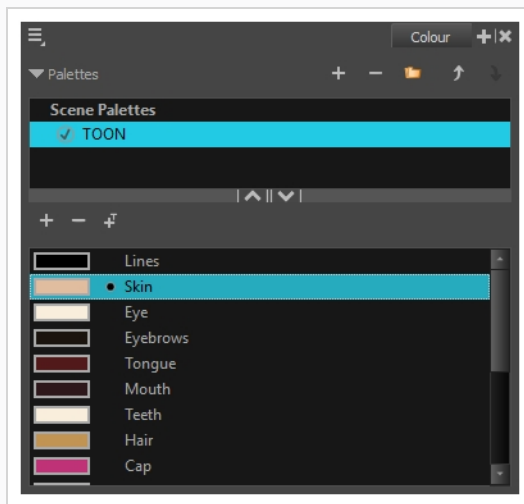 Colour
Palettes
Scene Palettes
TOON
Lines
Skin
Eye
Eyebrows
Tongue
Mouth
Teeth
Hair
Cap